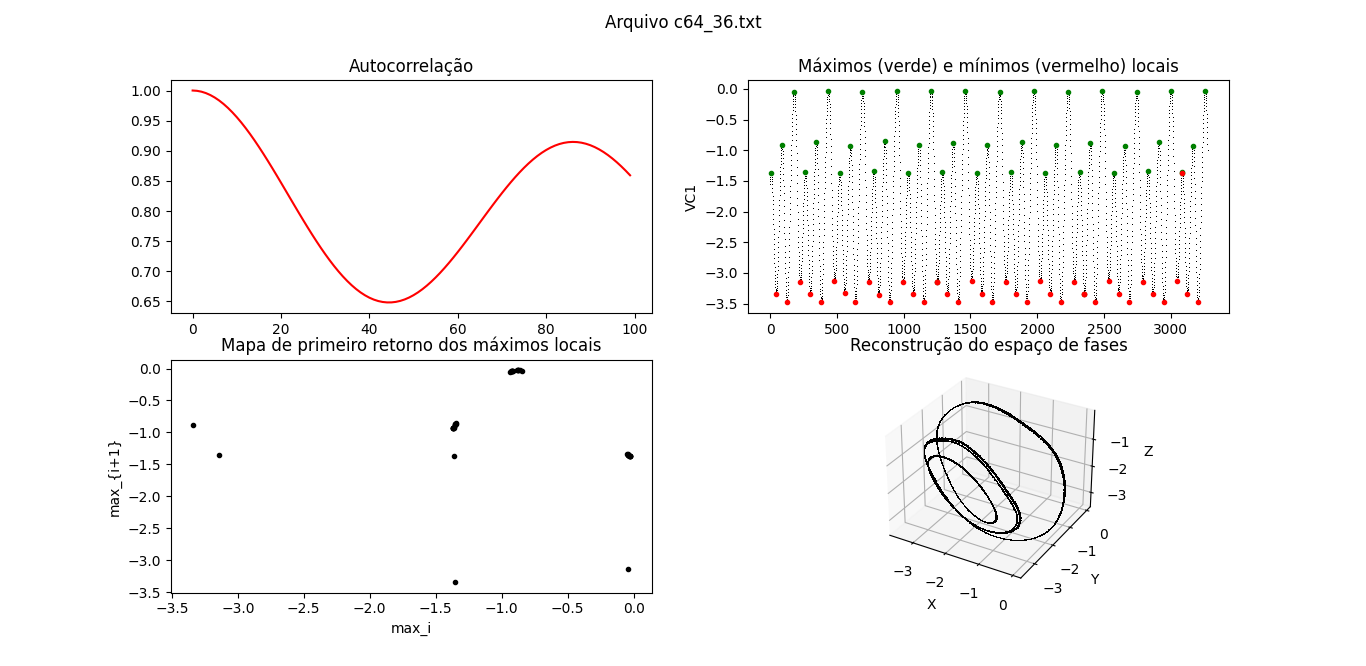 Arquivo c64_36.txt
Autocorrelação
1.00
0.95
0.90
0.85
0.80
0.75
0.70
0.65
0 20 40 60 80 100
Máximos (verde) e mínimos (vermelho) locais
VC1
0.0
−0.5
−1.0
−1.5
−2.0
−2.5
−3.0
−3.5
0 500 1000 1500 2000 2500 3000
Mapa de primeiro retorno dos máximos locais
max_{i+1}
0.0
−0.5
−1.0
−1.5
−2.0
−2.5
−3.0
−3.5
−3.5 −3.0 −2.5 −2.0 −1.5 −1.0 −0.5 0.0
max_i
Reconstrução do espaço de fases
−1
−2
−3
Z
0
−1
−2
−3
Y
−3
−2
−1
0
X